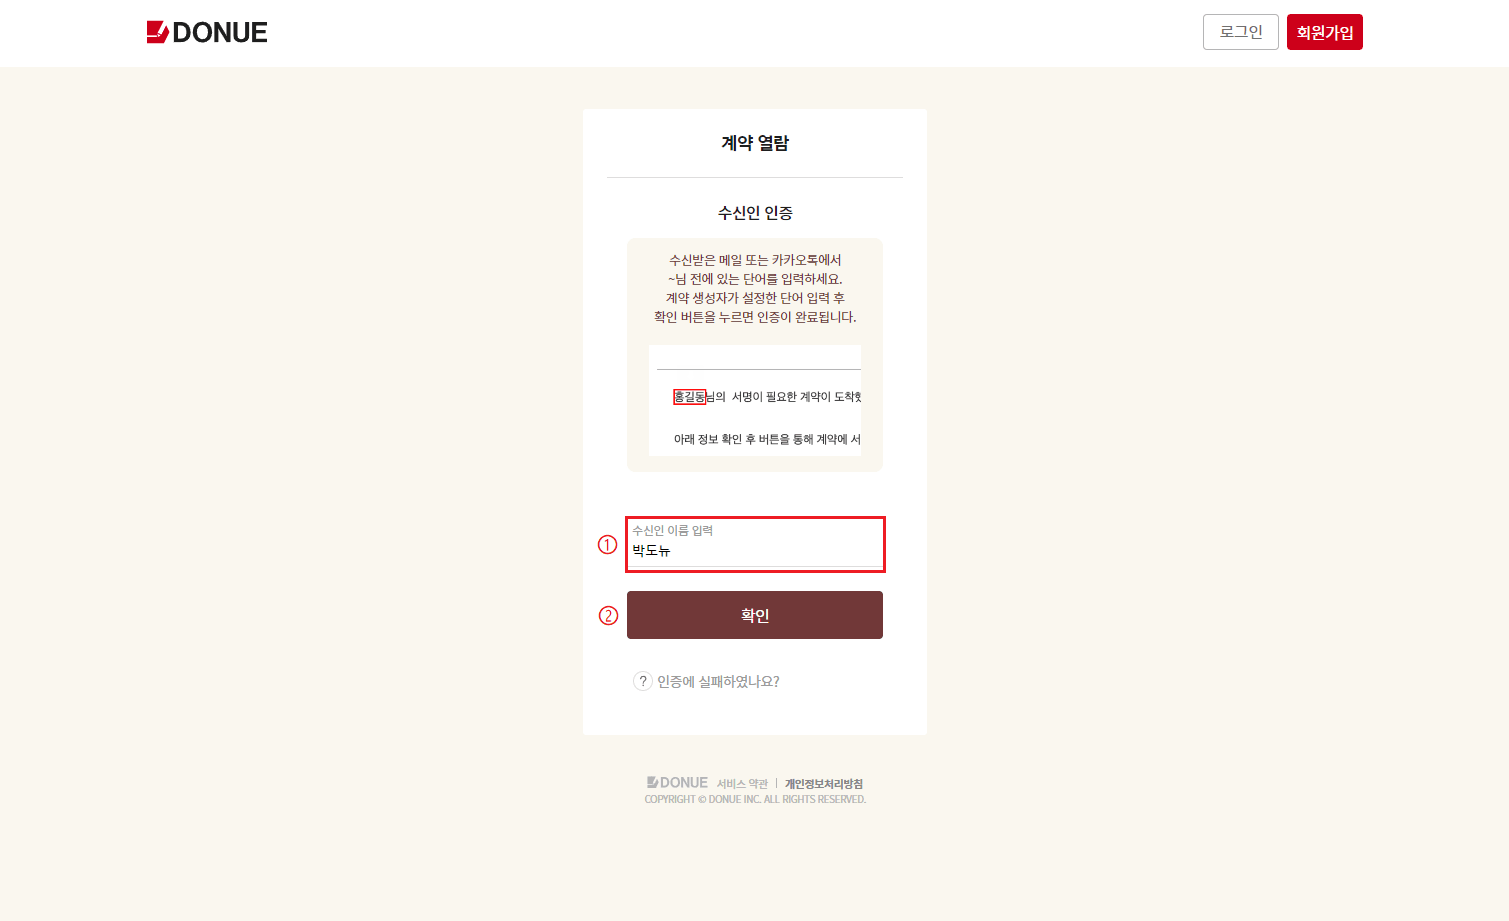 DONUE
로그인
회원가입
계약 열람
수신인 인증
수신받은 메일 또는 카카오톡에서
~님 전에 있는 단어를 입력하세요.
계약 생성자가 설정한 단어 입력 후
확인 버튼을 누르면 인증이 완료됩니다.
홍길동님의 서명이 필요한 계약이 도착했
아래 정보 확인 후 버튼을 통해 계약에 서
수신인 이름 입력
① 박도뉴
② 확인
? 인증에 실패하였나요?
DONUE 서비스 약관 | 개인정보처리방침
COPYRIGHT © DONUE INC. ALL RIGHTS RESERVED.